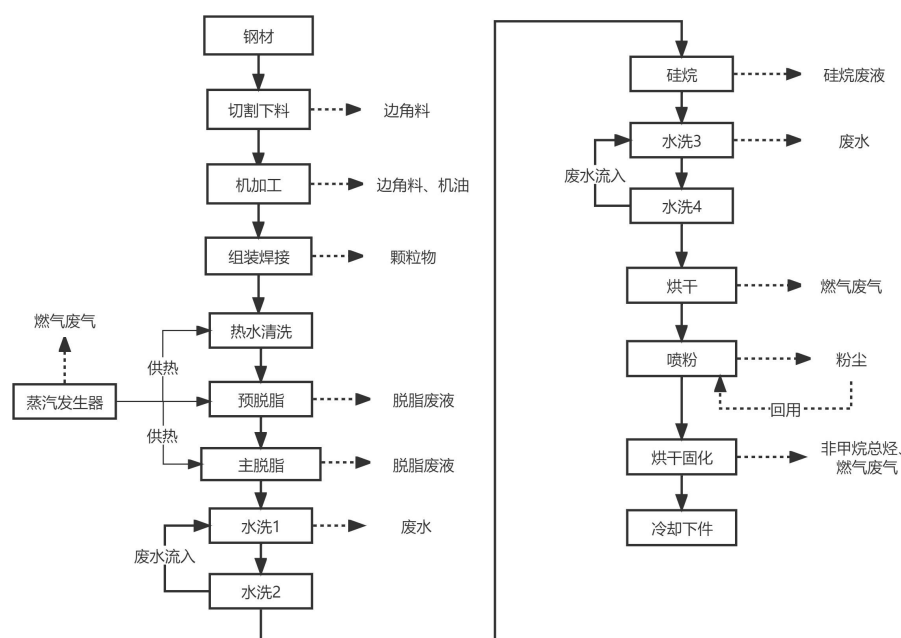 钢材
切割下料
边角料
机加工
边角料、机油
组装焊接
颗粒物
热水清洗
燃气废气
供热
蒸汽发生器
预脱脂
脱脂废液
供热
主脱脂
脱脂废液
水洗1
废水
废水流入
水洗2
硅烷
硅烷废液
水洗3
废水
废水流入
水洗4
烘干
燃气废气
喷粉
粉尘
回用
烘干固化
非甲烷总烃、
燃气废气
冷却下件